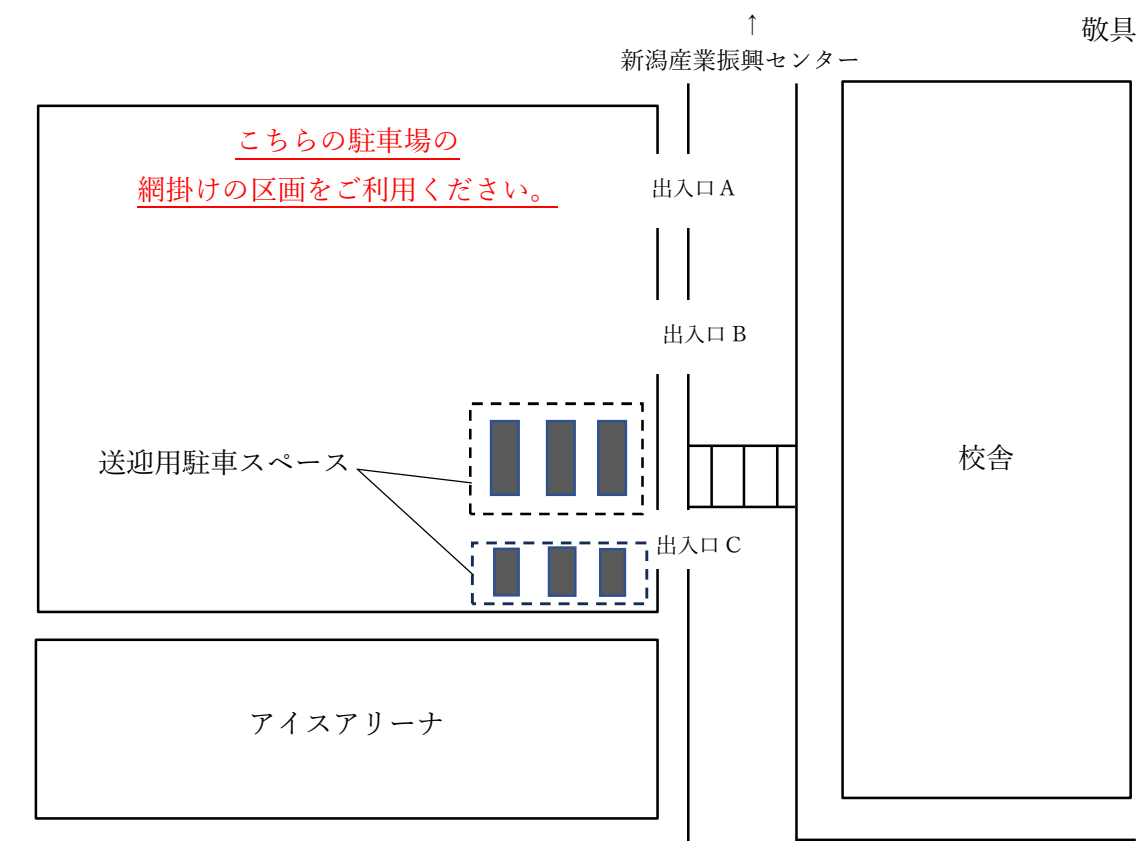 ↑
敬具
新潟産業振興センター
こちらの駐車場の
網掛けの区画をご利用ください。
出入口 A
出入口 B
送迎用駐車スペース
校舎
出入口 C
アイスアリーナ